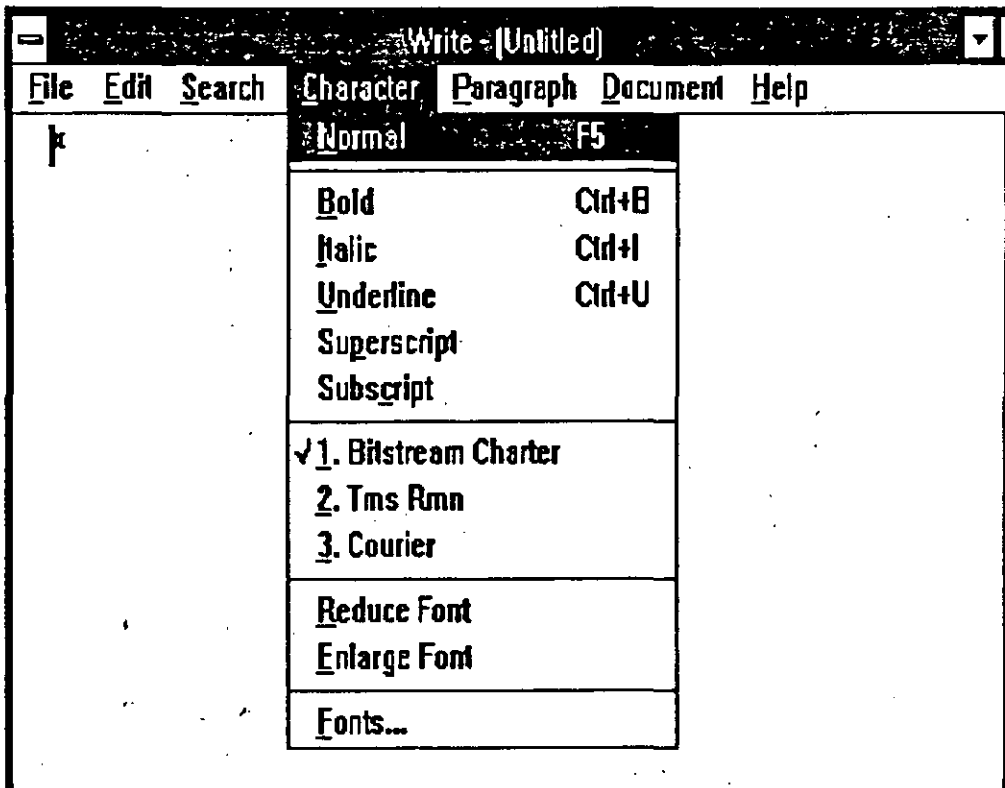 Write - (Untitled)
File Edit Search Character Paragraph Document Help
Normal F5
Bold Ctrl+B
Italic Ctrl+I
Underline Ctrl+U
Superscript
Subscript
√ 1. Bitstream Charter
2. Tms Rmn
3. Courier
Reduce Font
Enlarge Font
Fonts...